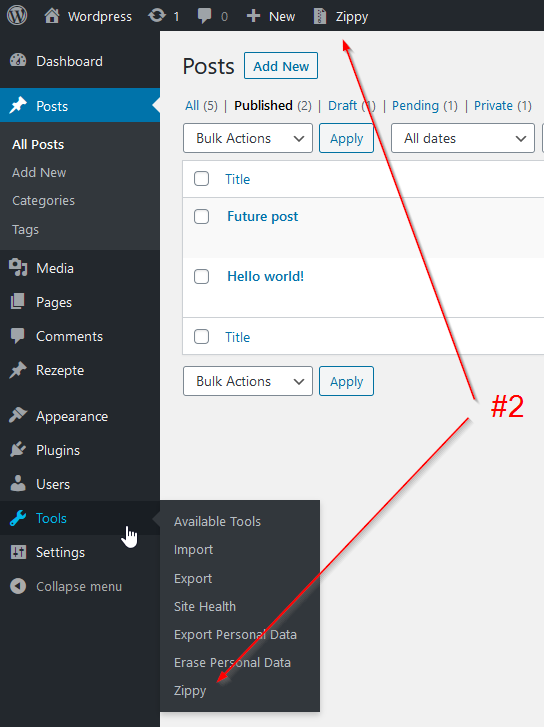 Wordpress 1 0 + New Zippy
Dashboard
Posts
All Posts
Add New
Categories
Tags
Media
Pages
Comments
Rezepte
Appearance
Plugins
Users
Tools
Settings
Collapse menu
Posts Add New
All (5) | Published (2) | Draft (1) | Pending (1) | Private (1)
Bulk Actions Apply All dates
Title
Future post
Hello world!
Title
Bulk Actions Apply
#2
Available Tools
Import
Export
Site Health
Export Personal Data
Erase Personal Data
Zippy